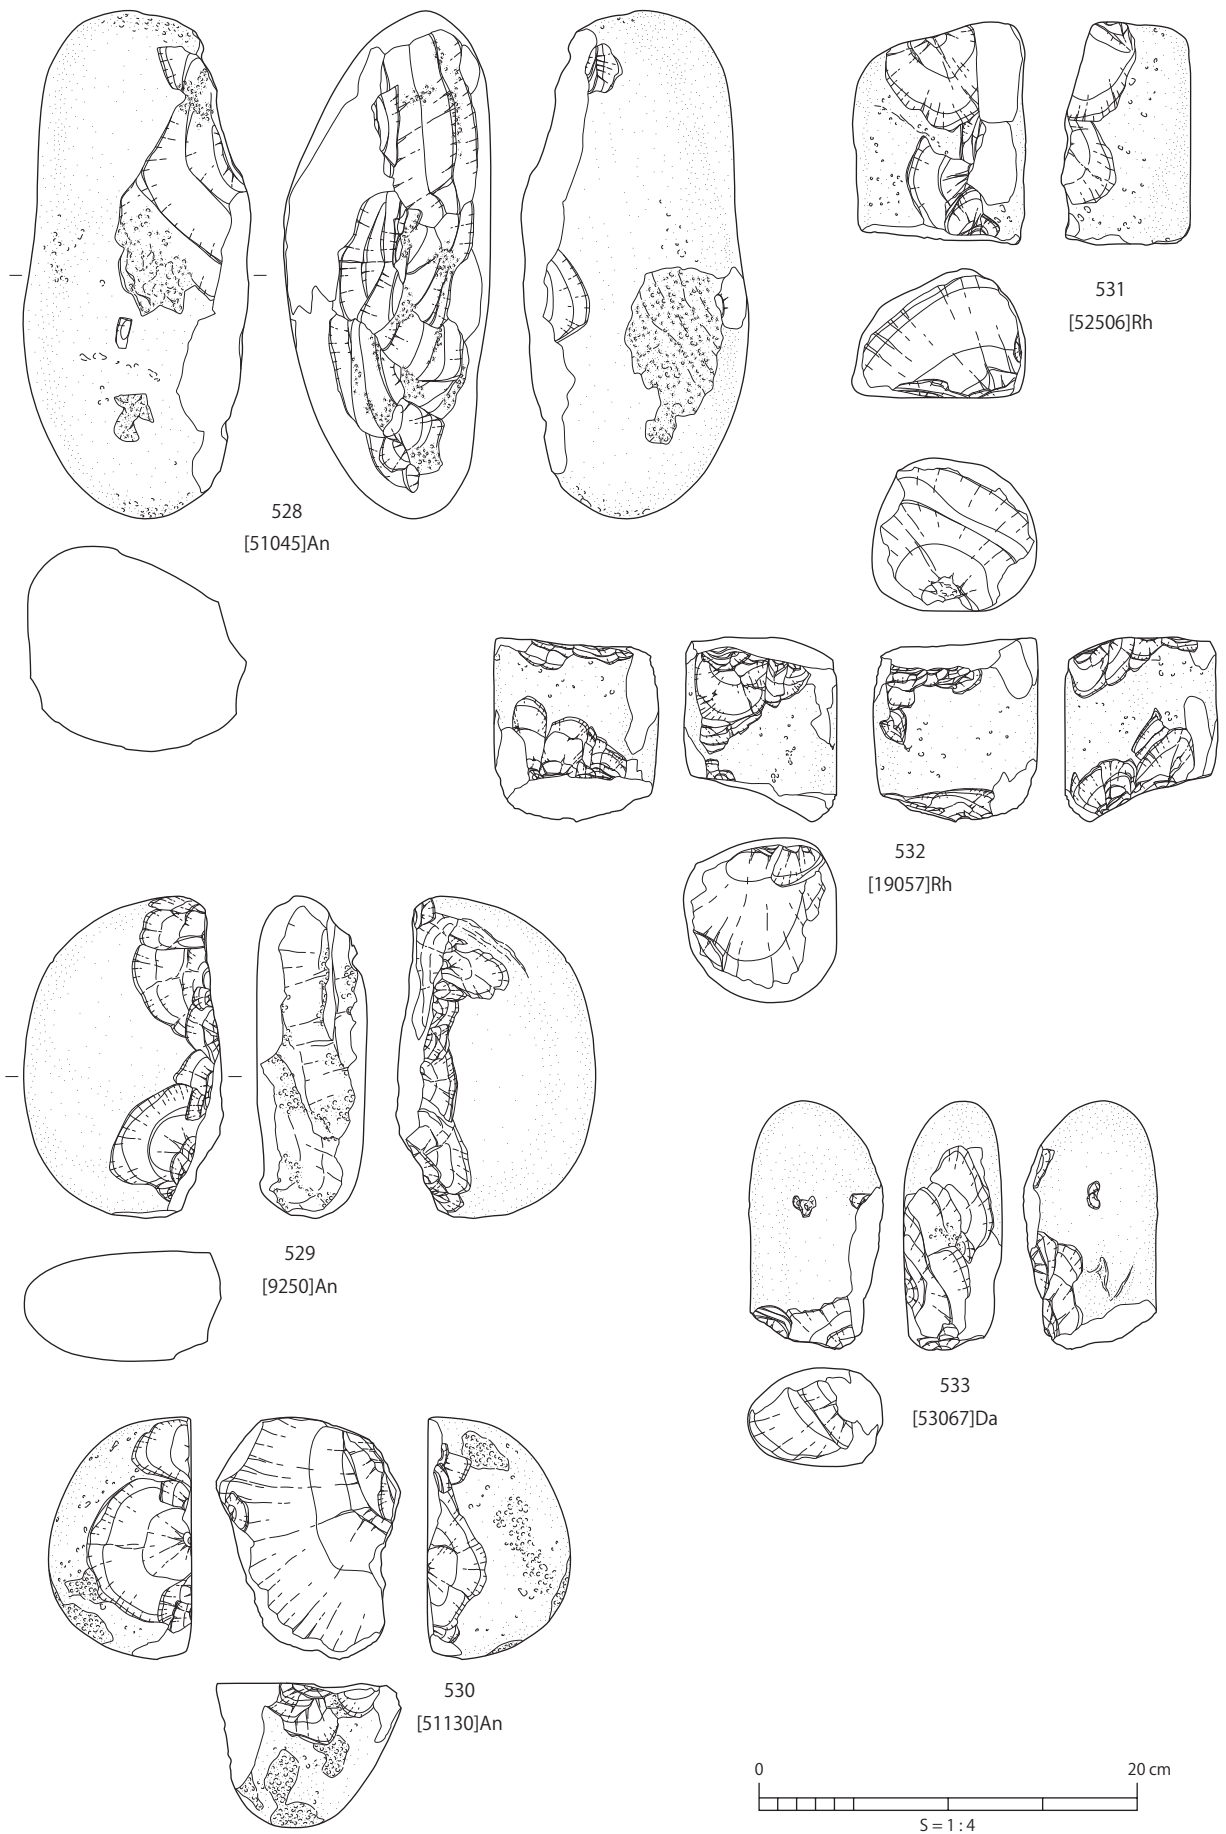 528
[51045]An
531
[52506]Rh
532
[19057]Rh
529
[9250]An
533
[53067]Da
530
[51130]An
0 20 cm
S = 1 : 4